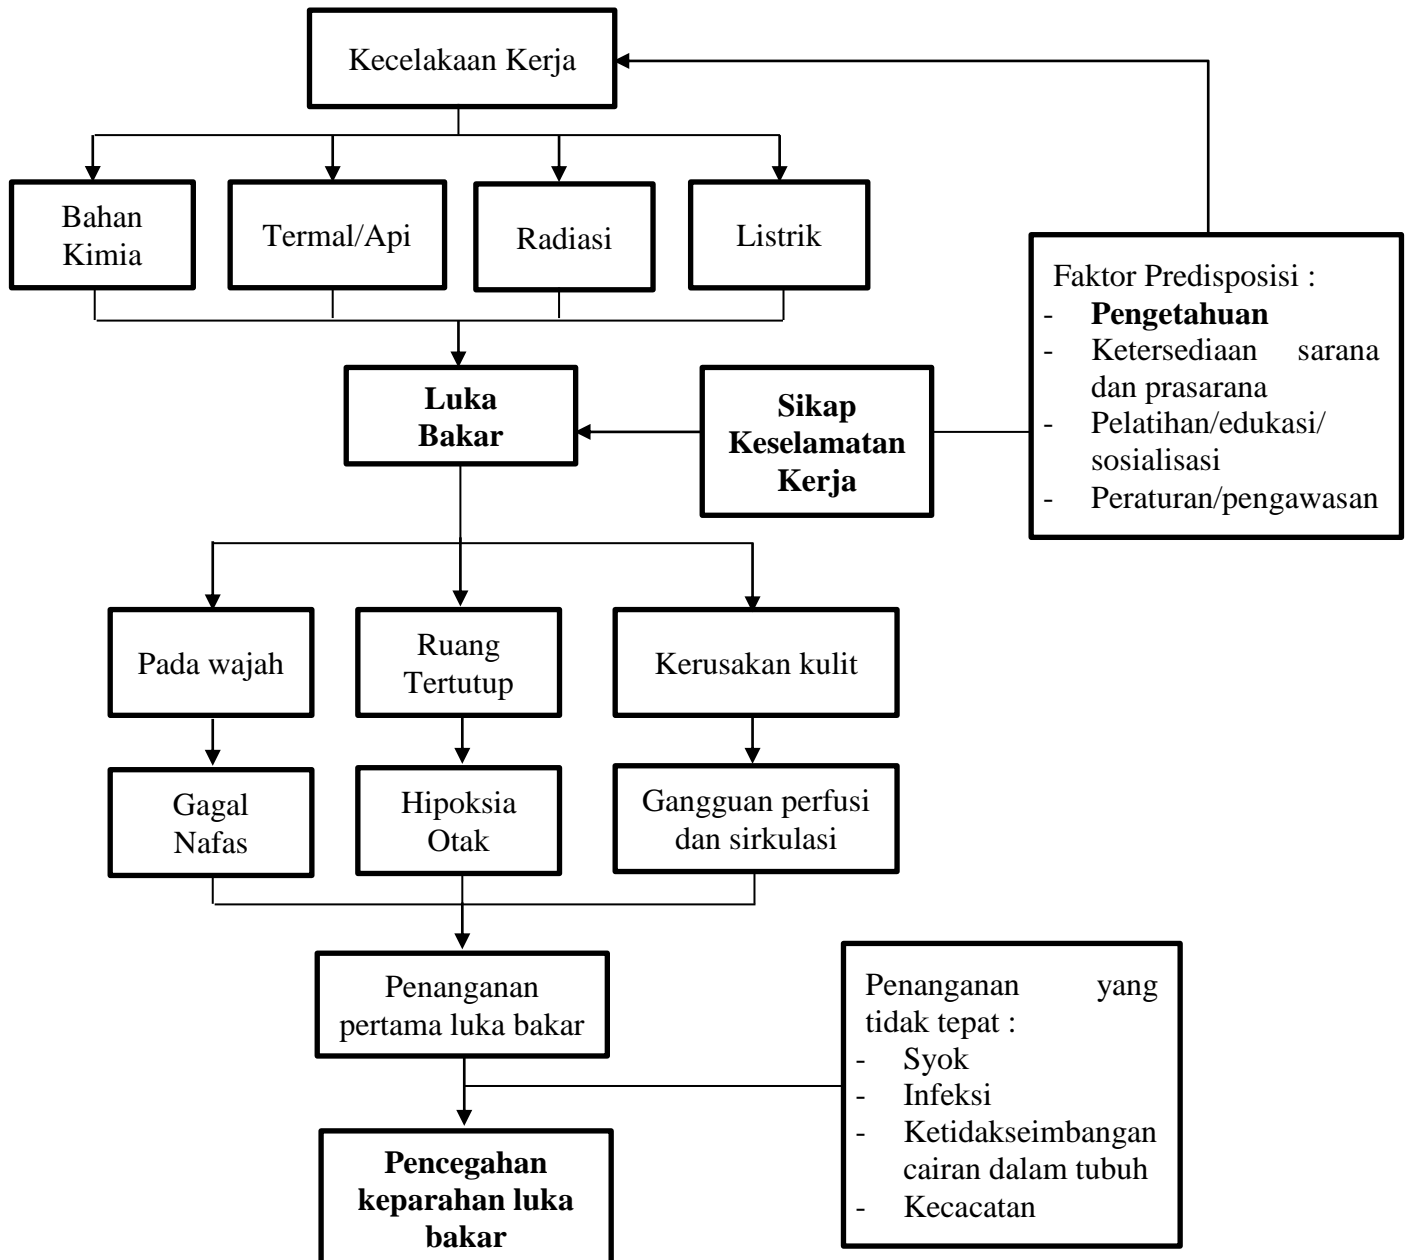 Kecelakaan Kerja
Bahan
Kimia
Termal/Api
Radiasi
Listrik
Faktor Predisposisi :
- Pengetahuan
- Ketersediaan sarana
dan prasarana
- Pelatihan/edukasi/
sosialisasi
- Peraturan/pengawasan
Luka
Bakar
Sikap
Keselamatan
Kerja
Pada wajah
Ruang
Tertutup
Kerusakan kulit
Gagal
Nafas
Hipoksia
Otak
Gangguan perfusi
dan sirkulasi
Penanganan
pertama luka bakar
Penanganan yang
tidak tepat :
- Syok
- Infeksi
- Ketidakseimbangan
cairan dalam tubuh
- Kecacatan
Pencegahan
keparahan luka
bakar